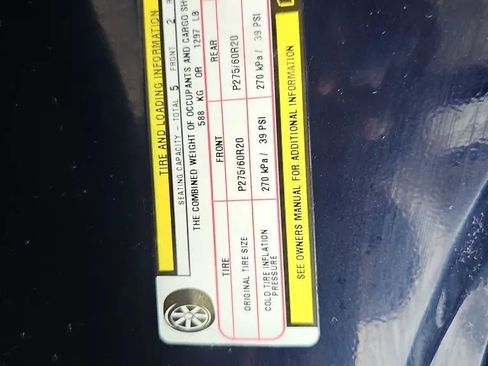 TIRE AND LOADING INFORMATION
SEATING CAPACITY - TOTAL 5 FRONT 2
THE COMBINED WEIGHT OF OCCUPANTS AND CARGO SH
588 KG OR 1297 LB
TIRE FRONT REAR
ORIGINAL TIRE SIZE P275/60R20 P275/60R20
COLD TIRE INFLATION PRESSURE 270 kPa/ 39 PSI 270 kPa/ 39 PSI
SEE OWNERS MANUAL FOR ADDITIONAL INFORMATION